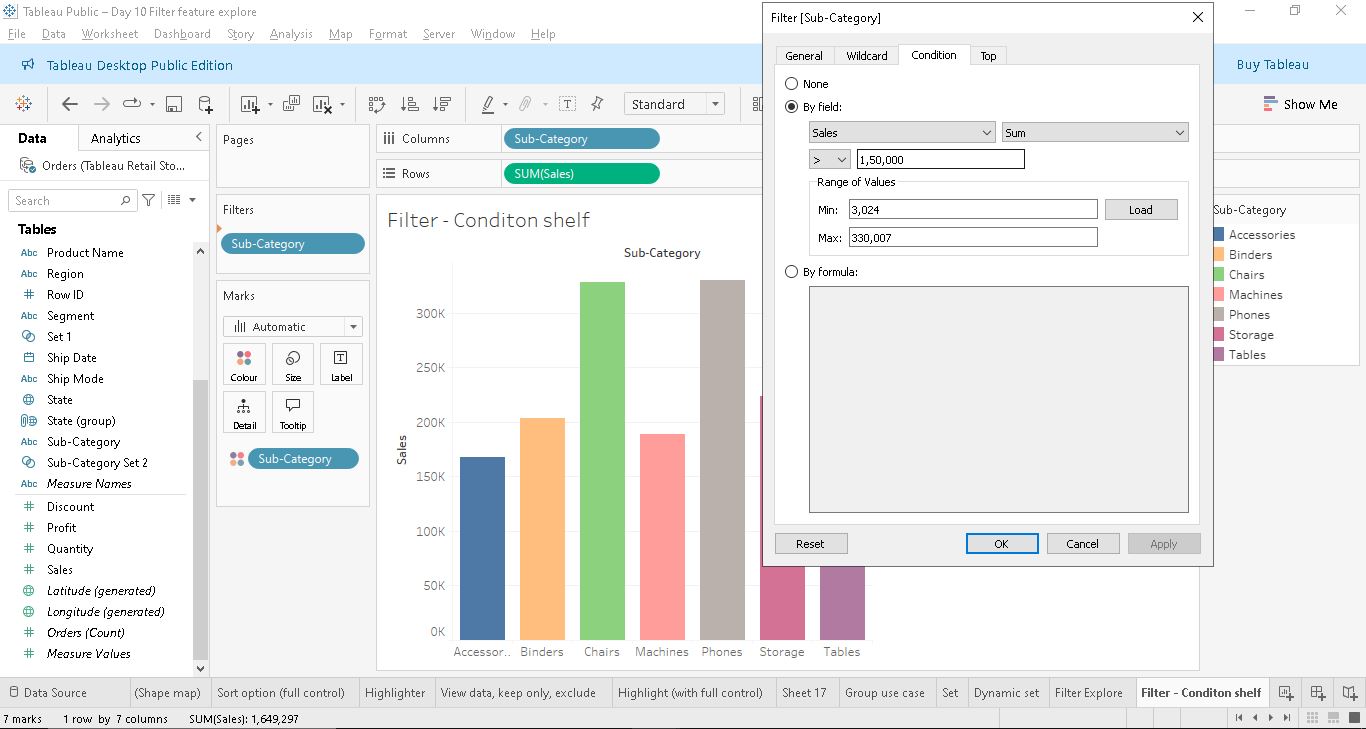 Tableau Public - Day 10 Filter feature explore
File Data Worksheet Dashboard Story Analysis Map Format Server Window Help
Tableau Desktop Public Edition
Buy Tableau
Standard
Show Me
Data Analytics
Orders (Tableau Retail Sto...
Search
Tables
Abc Product Name
Abc Region
# Row ID
Abc Segment
Set 1
Ship Date
Abc Ship Mode
State
State (group)
Abc Sub-Category
Sub-Category Set 2
Abc Measure Names
# Discount
# Profit
# Quantity
# Sales
Latitude (generated)
Longitude (generated)
# Orders (Count)
# Measure Values
Pages
Filters
Sub-Category
Marks
Automatic
Colour Size Label
Detail Tooltip
Sub-Category
Columns Sub-Category
Rows SUM(Sales)
Filter - Conditon shelf
Sub-Category
Sales
300K
250K
200K
150K
100K
50K
0K
Accessor.. Binders Chairs Machines Phones Storage Tables
Filter [Sub-Category]
General Wildcard Condition Top
None
By field:
Sales Sum
> 1,50,000
Range of Values
Min: 3,024 Load
Max: 330,007
By formula:
Reset OK Cancel Apply
Sub-Category
Accessories
Binders
Chairs
Machines
Phones
Storage
Tables
Data Source (Shape map) Sort option (full control) Highlighter View data, keep only, exclude Highlight (with full control) Sheet 17 Group use case Set Dynamic set Filter Explore Filter - Conditon shelf
7 marks 1 row by 7 columns SUM(Sales): 1,649,297